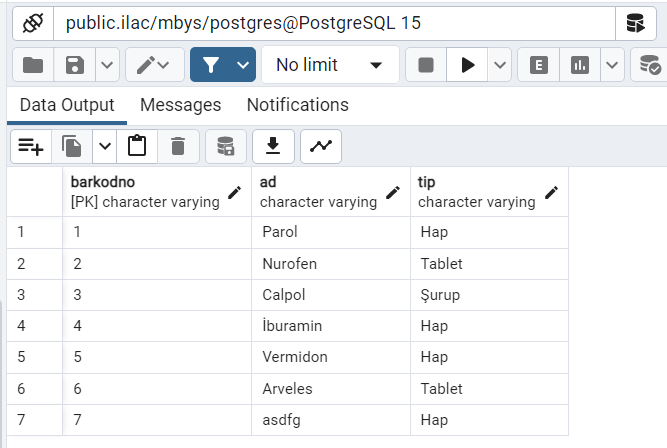 public.ilac/mbys/postgres@PostgreSQL 15
No limit
E
Data Output Messages Notifications
barkodno ad tip
[PK] character varying character varying character varying
1 1 Parol Hap
2 2 Nurofen Tablet
3 3 Calpol Şurup
4 4 İburamin Hap
5 5 Vermidon Hap
6 6 Arveles Tablet
7 7 asdfg Hap